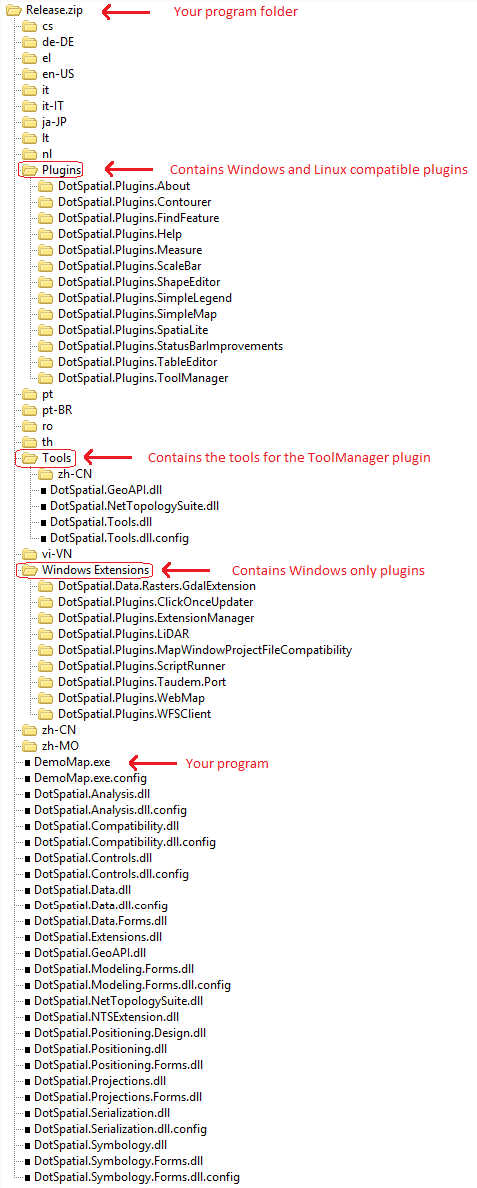 Release.zip Your program folder
cs
de-DE
el
en-US
it
it-IT
ja-JP
lt
nl
Plugins Contains Windows and Linux compatible plugins
DotSpatial.Plugins.About
DotSpatial.Plugins.Contourer
DotSpatial.Plugins.FindFeature
DotSpatial.Plugins.Help
DotSpatial.Plugins.Measure
DotSpatial.Plugins.ScaleBar
DotSpatial.Plugins.ShapeEditor
DotSpatial.Plugins.SimpleLegend
DotSpatial.Plugins.SimpleMap
DotSpatial.Plugins.SpatiaLite
DotSpatial.Plugins.StatusBarImprovements
DotSpatial.Plugins.TableEditor
DotSpatial.Plugins.ToolManager
pt
pt-BR
ro
th
Tools Contains the tools for the ToolManager plugin
zh-CN
DotSpatial.GeoAPI.dll
DotSpatial.NetTopologySuite.dll
DotSpatial.Tools.dll
DotSpatial.Tools.dll.config
vi-VN
Windows Extensions Contains Windows only plugins
DotSpatial.Data.Rasters.GdalExtension
DotSpatial.Plugins.ClickOnceUpdater
DotSpatial.Plugins.ExtensionManager
DotSpatial.Plugins.LiDAR
DotSpatial.Plugins.MapWindowProjectFileCompatibility
DotSpatial.Plugins.ScriptRunner
DotSpatial.Plugins.Taudem.Port
DotSpatial.Plugins.WebMap
DotSpatial.Plugins.WFSClient
zh-CN
zh-MO
DemoMap.exe Your program
DemoMap.exe.config
DotSpatial.Analysis.dll
DotSpatial.Analysis.dll.config
DotSpatial.Compatibility.dll
DotSpatial.Compatibility.dll.config
DotSpatial.Controls.dll
DotSpatial.Controls.dll.config
DotSpatial.Data.dll
DotSpatial.Data.dll.config
DotSpatial.Data.Forms.dll
DotSpatial.Extensions.dll
DotSpatial.GeoAPI.dll
DotSpatial.Modeling.Forms.dll
DotSpatial.Modeling.Forms.dll.config
DotSpatial.NetTopologySuite.dll
DotSpatial.NTSExtension.dll
DotSpatial.Positioning.Design.dll
DotSpatial.Positioning.dll
DotSpatial.Positioning.Forms.dll
DotSpatial.Projections.dll
DotSpatial.Projections.Forms.dll
DotSpatial.Serialization.dll
DotSpatial.Serialization.dll.config
DotSpatial.Symbology.dll
DotSpatial.Symbology.Forms.dll
DotSpatial.Symbology.Forms.dll.config